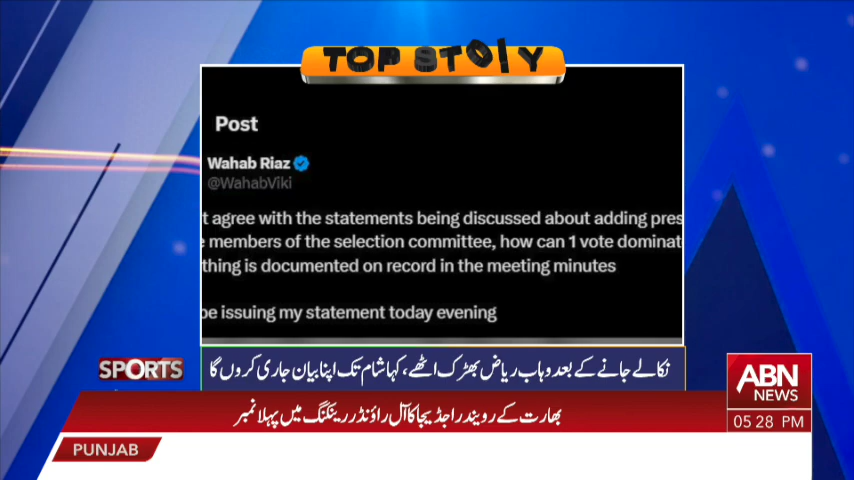 TOP STOIY
Post
Wahab Riaz
@WahabViki
t agree with the statements being discussed about adding pres
e members of the selection committee, how can 1 vote dominat
thing is documented on record in the meeting minutes
be issuing my statement today evening
نکالے جانے کے بعد وہاب ریاض بھڑک اٹھے، کہا شام تک اپنا بیان جاری کروں گا
SPORTS
ABN
NEWS
بھارت کے رویندرا جڈیجا کا آل راؤنڈر رینکنگ میں پہلا نمبر
05 28 PM
PUNJAB